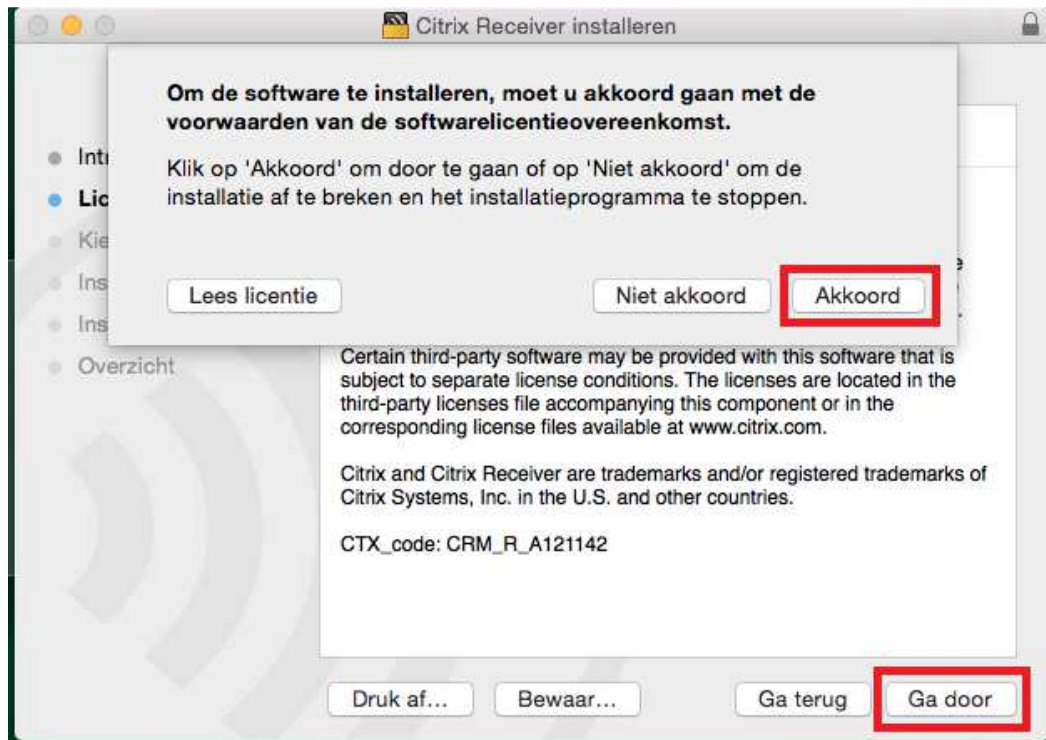 Citrix Receiver installeren
Om de software te installeren, moet u akkoord gaan met de
voorwaarden van de softwarelicentieovereenkomst.
Klik op 'Akkoord' om door te gaan of op 'Niet akkoord' om de
installatie af te breken en het installatieprogramma te stoppen.
Lees licentie
Niet akkoord
Akkoord
Overzicht
Certain third-party software may be provided with this software that is
subject to separate license conditions. The licenses are located in the
third-party licenses file accompanying this component or in the
corresponding license files available at www.citrix.com.
Citrix and Citrix Receiver are trademarks and/or registered trademarks of
Citrix Systems, Inc. in the U.S. and other countries.
CTX_code: CRM_R_A121142
Druk af...
Bewaar...
Ga terug
Ga door